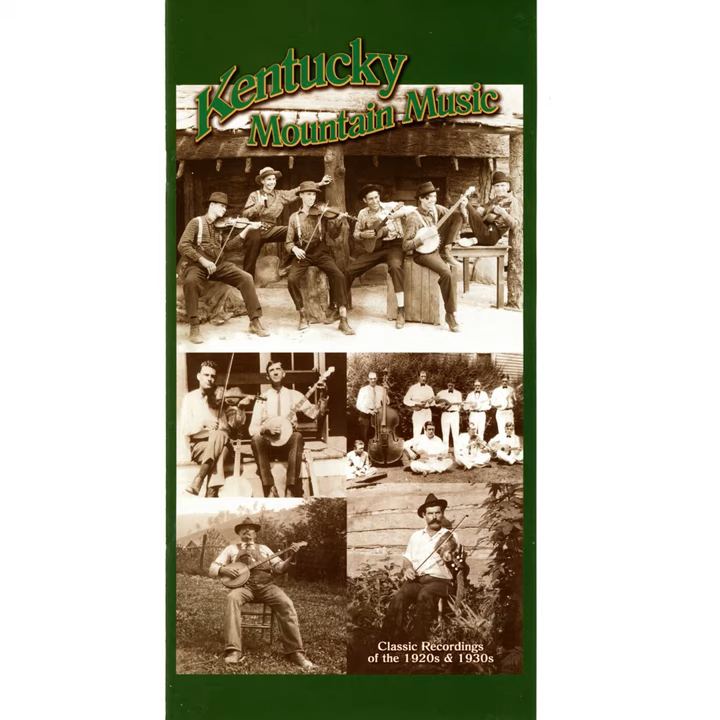 Kentucky
Mountain Music
Classic Recordings
of the 1920s & 1930s